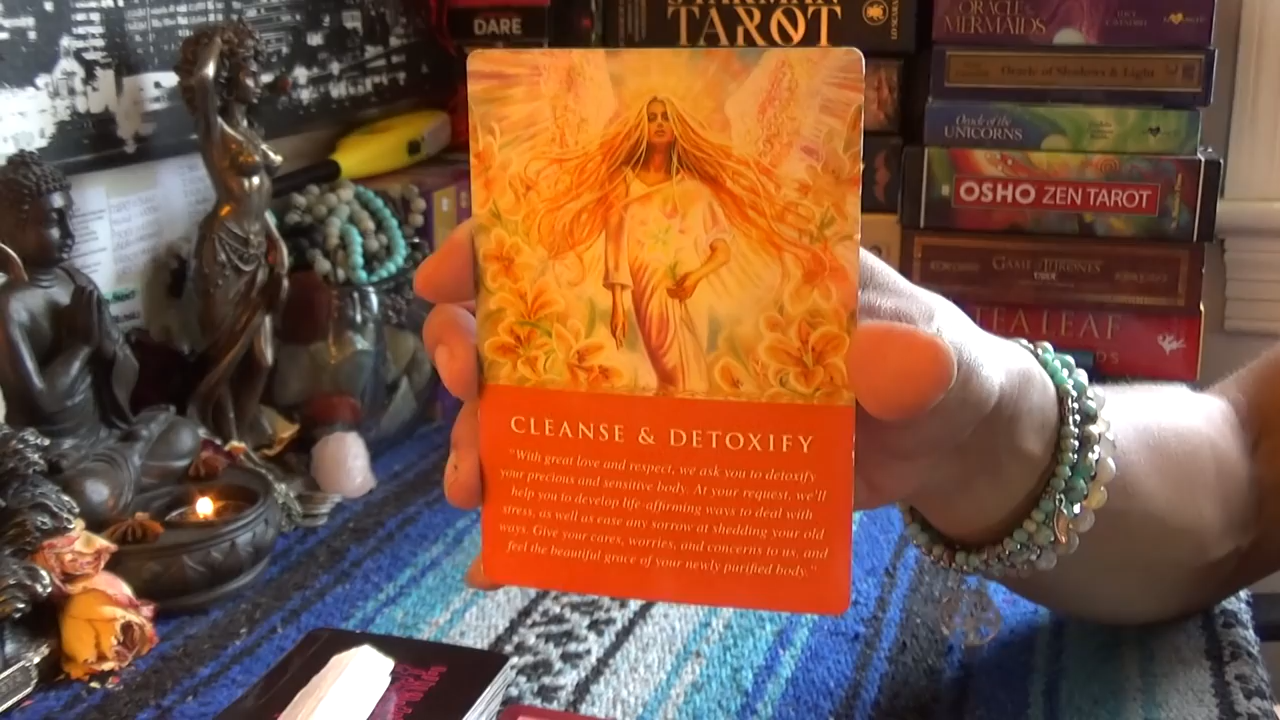 DARE
STARMAN
TAROT
ORACLE OF
MERMAIDS
Oracle of Shadows & Light
Oracle of the
UNICORNS
OSHO ZEN TAROT
GAME OF THRONES
TEA LEAF
CLEANSE & DETOXIFY
"With great love and respect, we ask you to detoxify
your precious and sensitive body. At your request, we'll
help you to develop life-affirming ways to deal with
stress, as well as ease any sorrow at shedding your old
ways. Give your cares, worries, and concerns to us, and
feel the beautiful grace of your newly purified body."